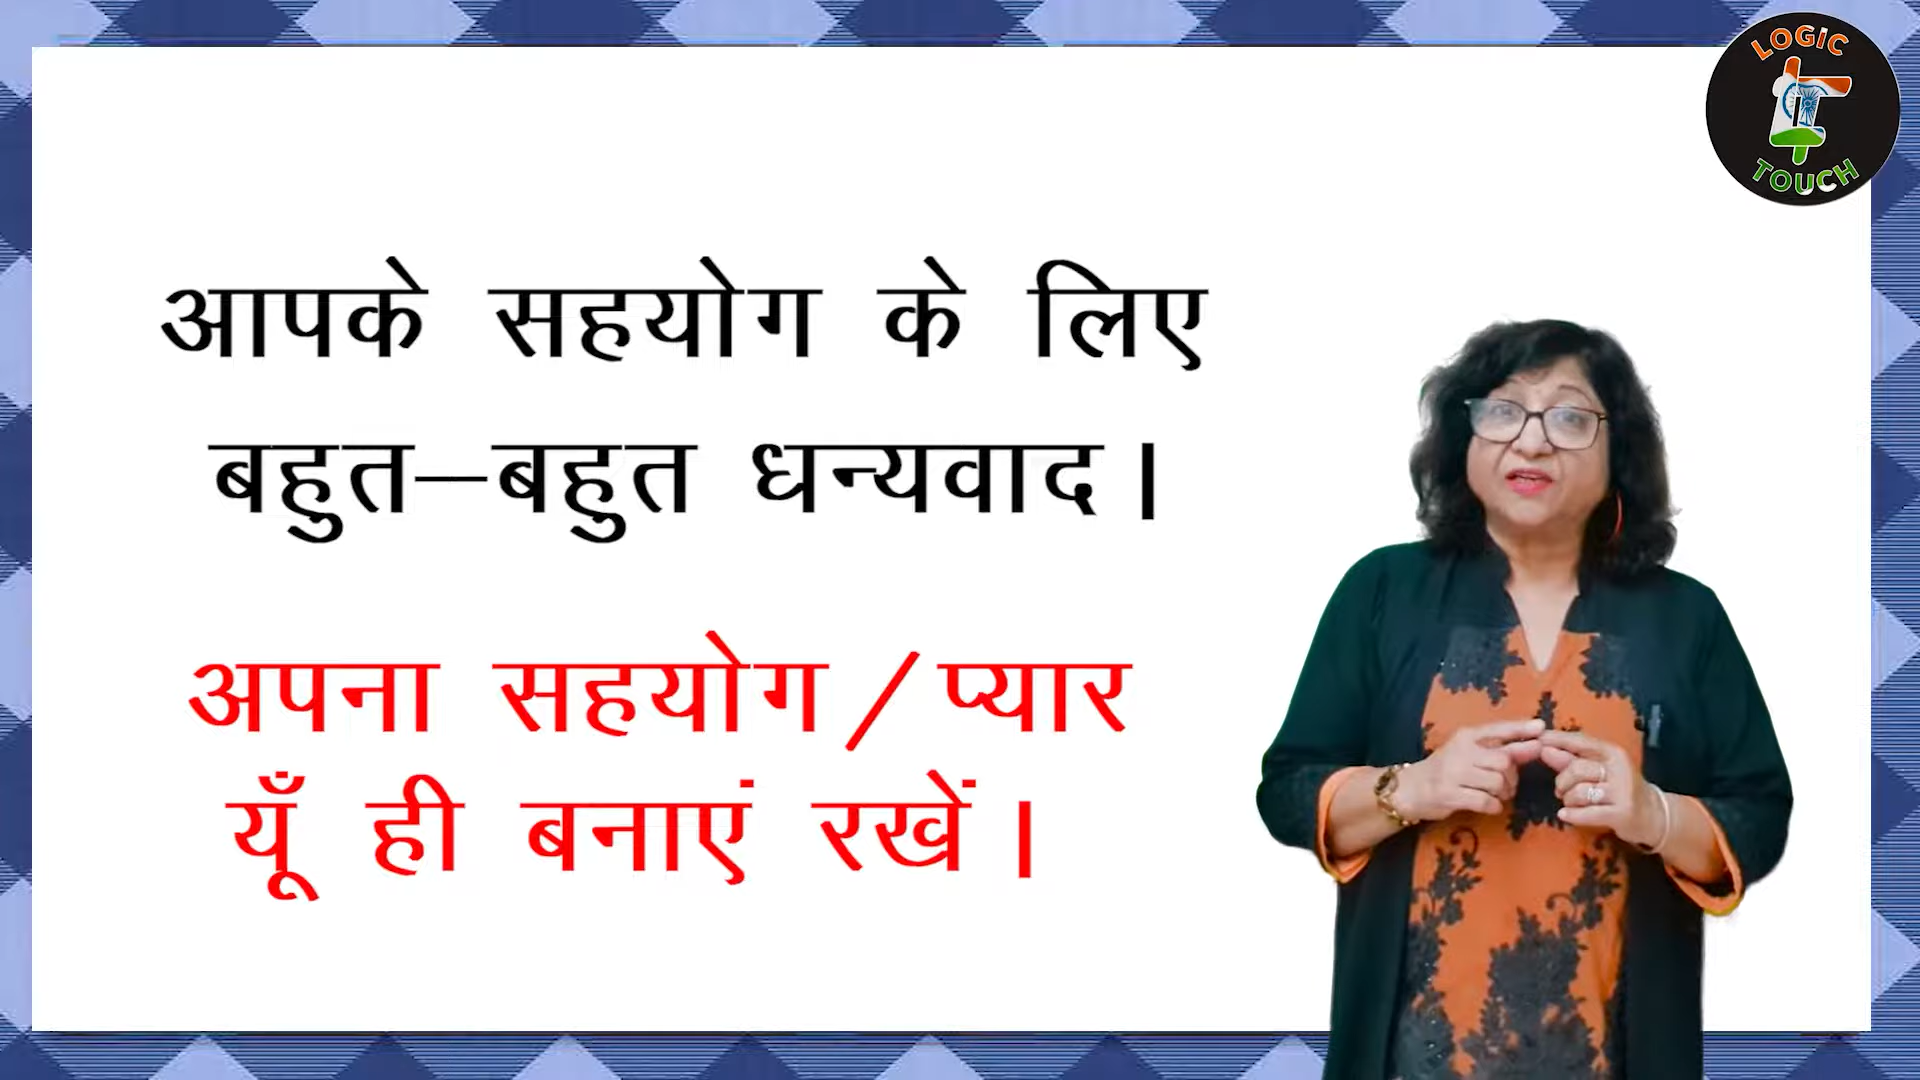 LOGIC
TOUCH
आपके सहयोग के लिए
बहुत–बहुत धन्यवाद।
अपना सहयोग/प्यार
यूँ ही बनाएं रखें।